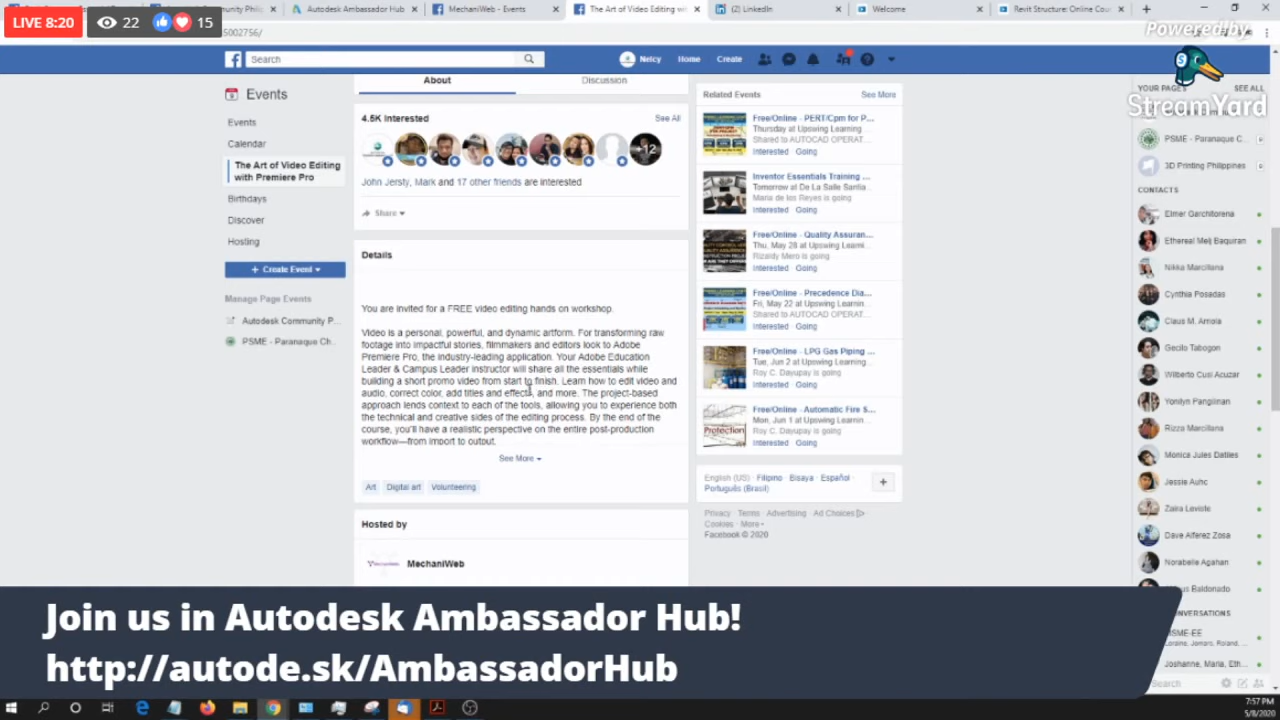 LIVE 8:20
22
15
Autodesk Ambassador Hub
MechaniWeb - Events
The Art of Video Editing wi
(2) LinkedIn
Welcome
Revit Structure: Online Cou
5002756/
Powered by
StreamYard
Search
Neicy
Home
Create
Events
Events
Calendar
The Art of Video Editing
with Premiere Pro
Birthdays
Discover
Hosting
+ Create Event
Manage Page Events
Autodesk Community P...
PSME - Paranaque Ch...
About
Discussion
4.5K Interested
See All
+12
John Jersty, Mark and 17 other friends are interested
Share
Details
You are invited for a FREE video editing hands on workshop.
Video is a personal, powerful, and dynamic artform. For transforming raw
footage into impactful stories, filmmakers and editors look to Adobe
Premiere Pro, the industry-leading application. Your Adobe Education
Leader & Campus Leader instructor will share all the essentials while
building a short promo video from start to finish. Learn how to edit video and
audio, correct color, add titles and effects, and more. The project-based
approach lends context to each of the tools, allowing you to experience both
the technical and creative sides of the editing process. By the end of the
course, you'll have a realistic perspective on the entire post-production
workflow—from import to output.
See More
Art
Digital art
Volunteering
Hosted by
MechaniWeb
Related Events
See More
Free/Online - PERT/Cpm for P...
Thursday at Upswing Learning ...
Shared to AUTOCAD OPERAT...
Interested · Going
Inventor Essentials Training ...
Tomorrow at De La Salle Santia...
Maria de los Reyes is going
Interested · Going
Free/Online - Quality Assuran...
Thu, May 28 at Upswing Learni...
Rizaldy Mero is going
Interested · Going
Free/Online - Precedence Dia...
Fri, May 22 at Upswing Learnin...
Shared to AUTOCAD OPERAT...
Interested · Going
Free/Online - LPG Gas Piping ...
Tue, Jun 2 at Upswing Learnin...
Roy C. Dayupay is going
Interested · Going
Free/Online - Automatic Fire S...
Mon, Jun 1 at Upswing Learnin...
Roy C. Dayupay is going
Interested · Going
English (US) · Filipino · Bisaya · Español ·
Português (Brasil)
Privacy · Terms · Advertising · Ad Choices
Cookies · More
Facebook © 2020
YOUR PAGES
SEE ALL
PSME - Paranaque C...
3D Printing Philippines
CONTACTS
Elmer Garchitorena
Ethereal Melj Baquiran
Nikka Marcillana
Cynthia Posadas
Claus M. Arriola
Gecilo Tabogon
Wilberto Cusi Acuzar
Yonilyn Pangilinan
Rizza Marcillana
Monica Jules Datiles
Jessie Auhc
Zaira Leviste
Dave Alferez Zosa
Norabelle Agahan
Baldonado
Search
Join us in Autodesk Ambassador Hub!
http://autode.sk/AmbassadorHub
7:57 PM
5/8/2020